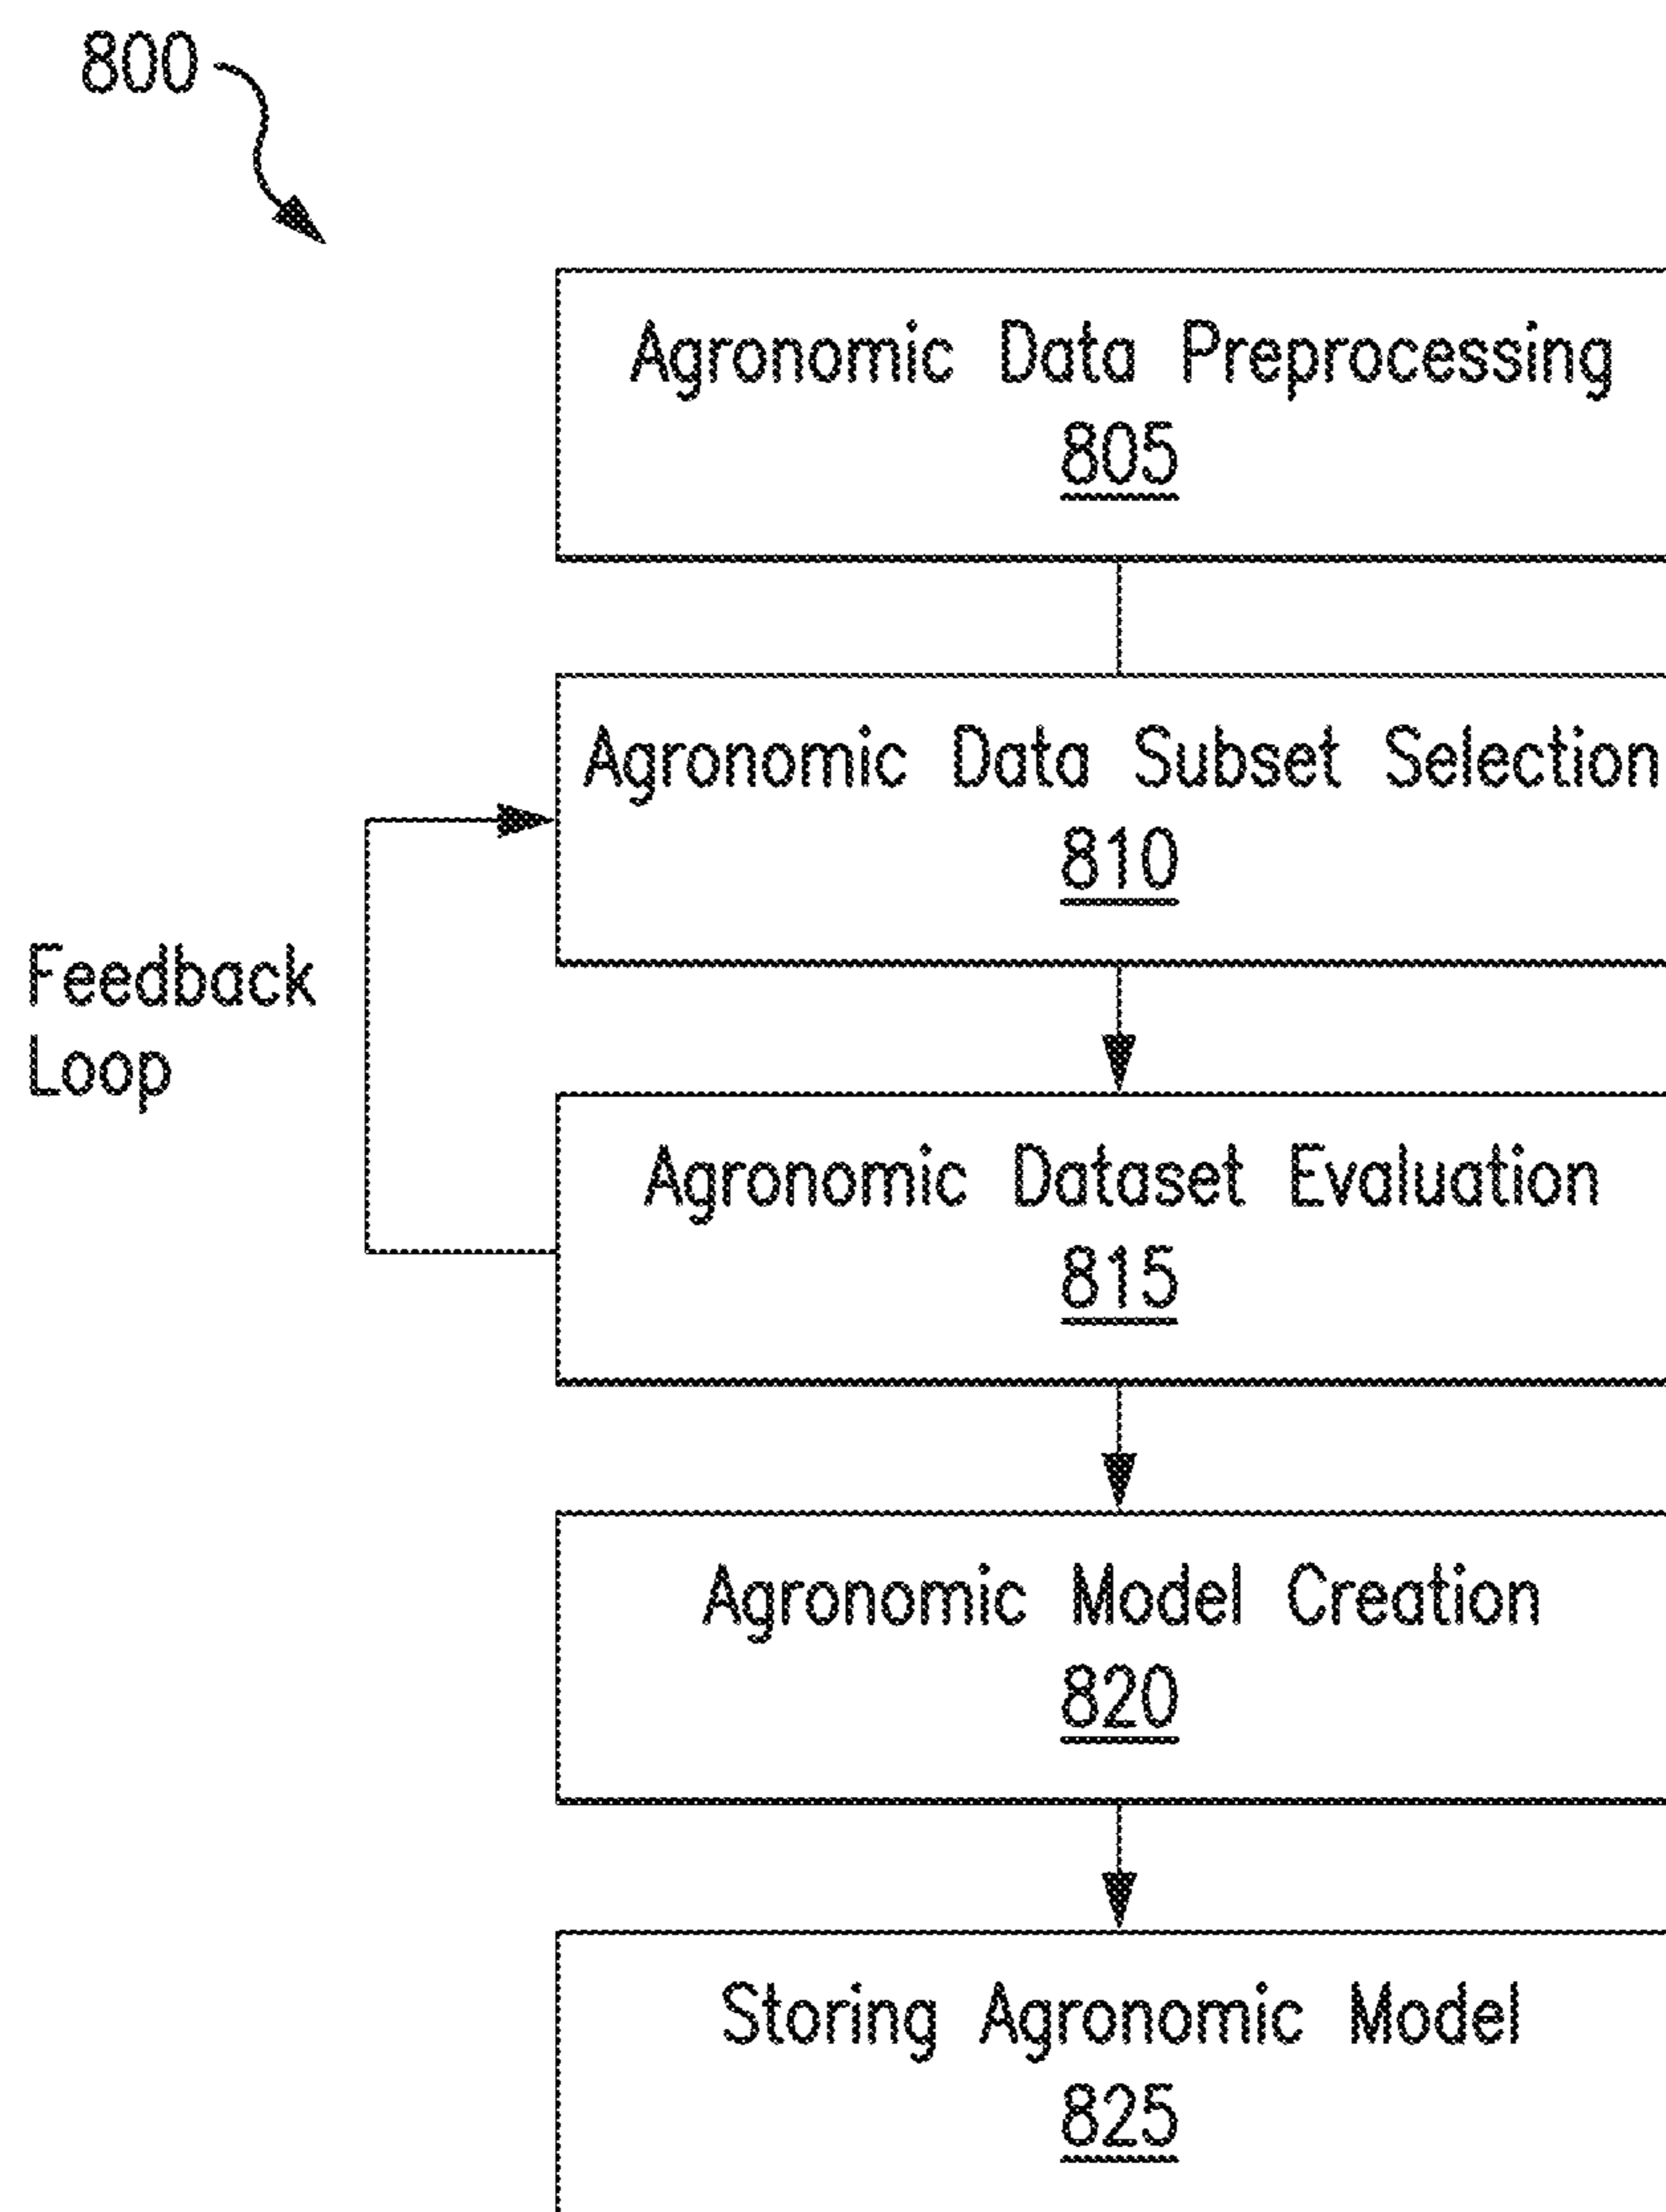 800
Agronomic Data Preprocessing
805
Agronomic Data Subset Selection
810
Feedback
Loop
Agronomic Dataset Evaluation
815
Agronomic Model Creation
820
Storing Agronomic Model
825